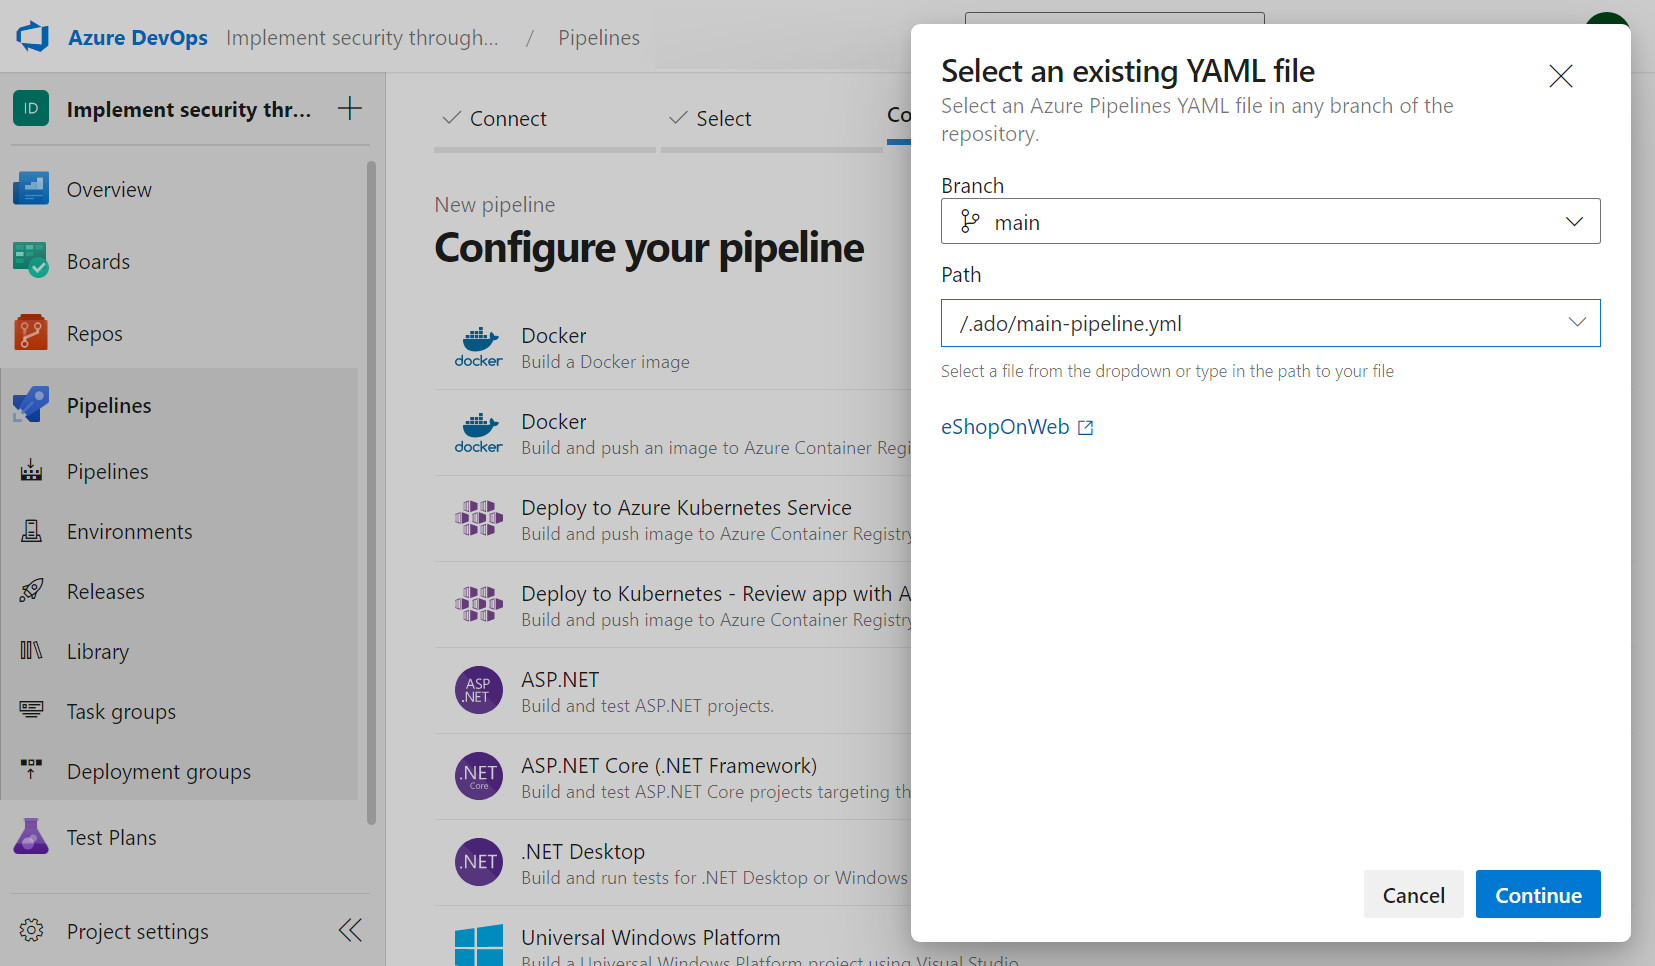 Azure DevOps Implement security through... / Pipelines
ID Implement security thr...
Overview
Boards
Repos
Pipelines
Pipelines
Environments
Releases
Library
Task groups
Deployment groups
Test Plans
Project settings
Connect
Select
Co
New pipeline
Configure your pipeline
docker
Docker
Build a Docker image
docker
Docker
Build and push an image to Azure Container Regi
Deploy to Azure Kubernetes Service
Build and push image to Azure Container Registry
Deploy to Kubernetes - Review app with A
Build and push image to Azure Container Registry
ASP
.NET
ASP.NET
Build and test ASP.NET projects.
.NET
Core
ASP.NET Core (.NET Framework)
Build and test ASP.NET Core projects targeting th
.NET
.NET Desktop
Build and run tests for .NET Desktop or Windows
Universal Windows Platform
Build a Universal Windows Platform project using Visual Studio
Select an existing YAML file
Select an Azure Pipelines YAML file in any branch of the
repository.
Branch
main
Path
/.ado/main-pipeline.yml
Select a file from the dropdown or type in the path to your file
eShopOnWeb
Cancel
Continue